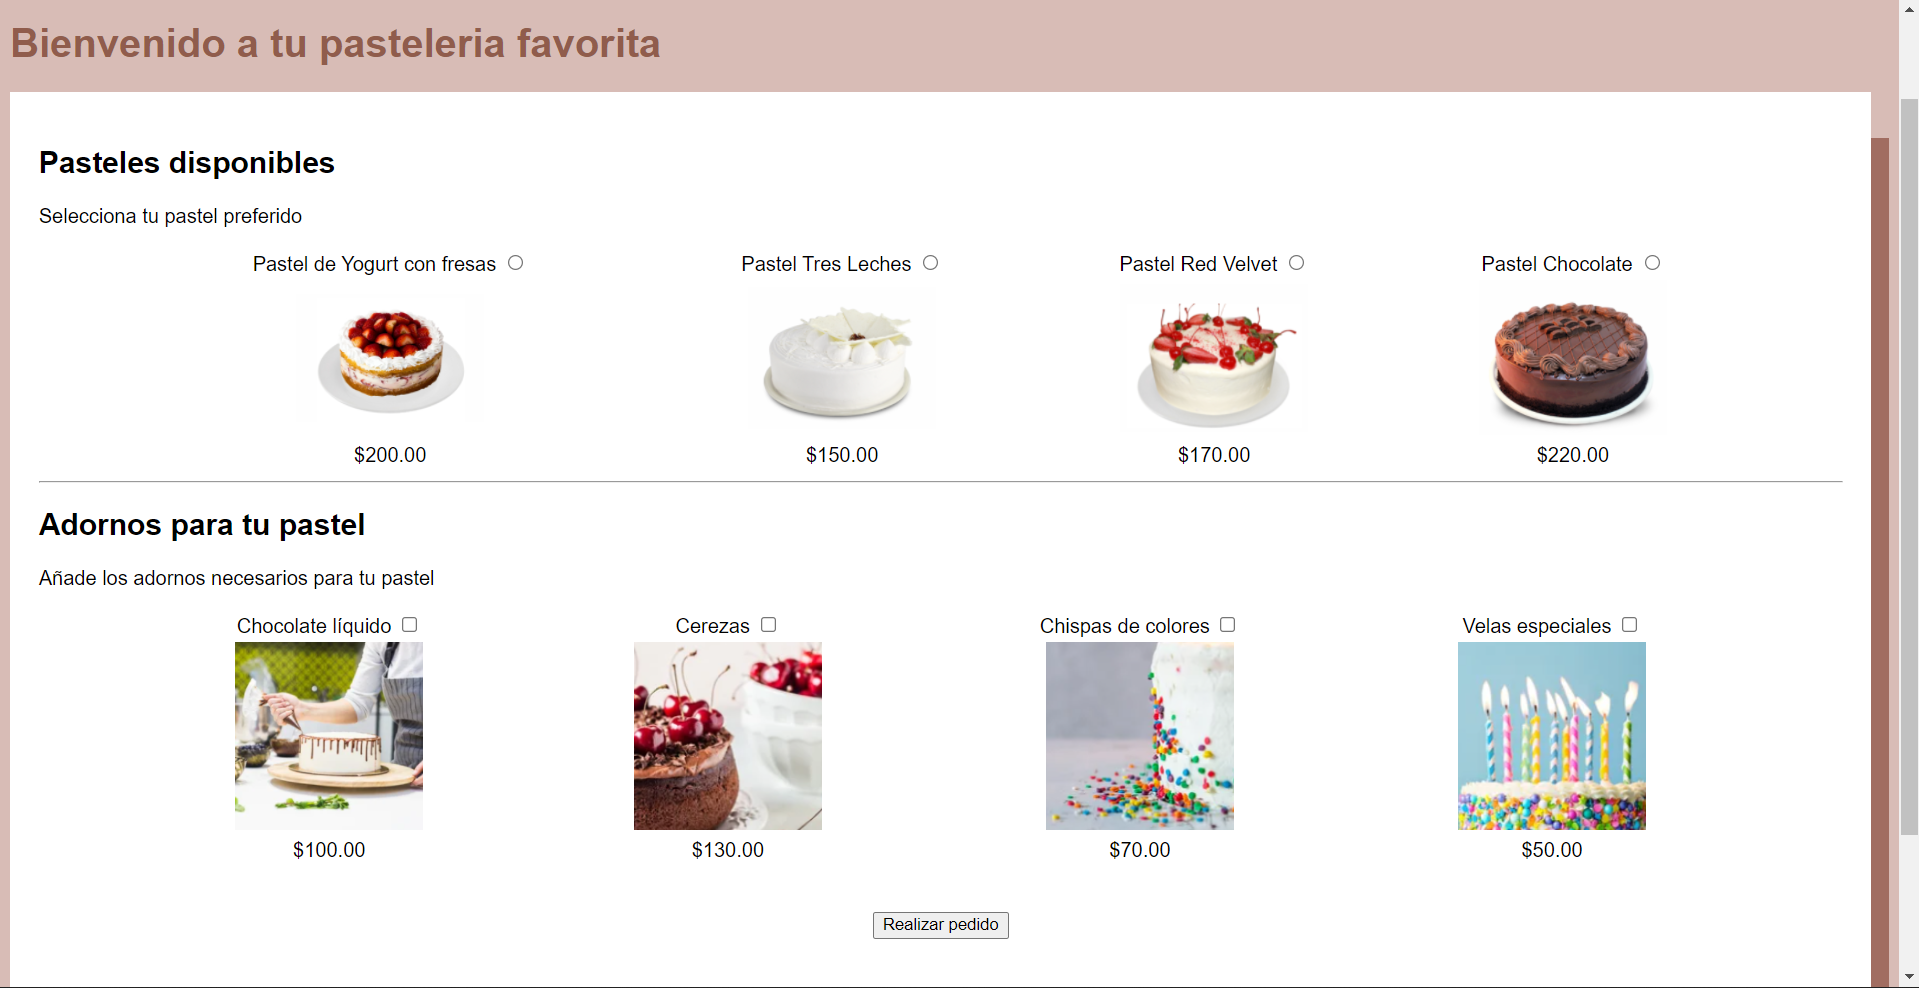 Bienvenido a tu pasteleria favorita
Pasteles disponibles
Selecciona tu pastel preferido
Pastel de Yogurt con fresas
Pastel Tres Leches
Pastel Red Velvet
Pastel Chocolate
$200.00
$150.00
$170.00
$220.00
Adornos para tu pastel
Añade los adornos necesarios para tu pastel
Chocolate líquido
Cerezas
Chispas de colores
Velas especiales
$100.00
$130.00
$70.00
$50.00
Realizar pedido